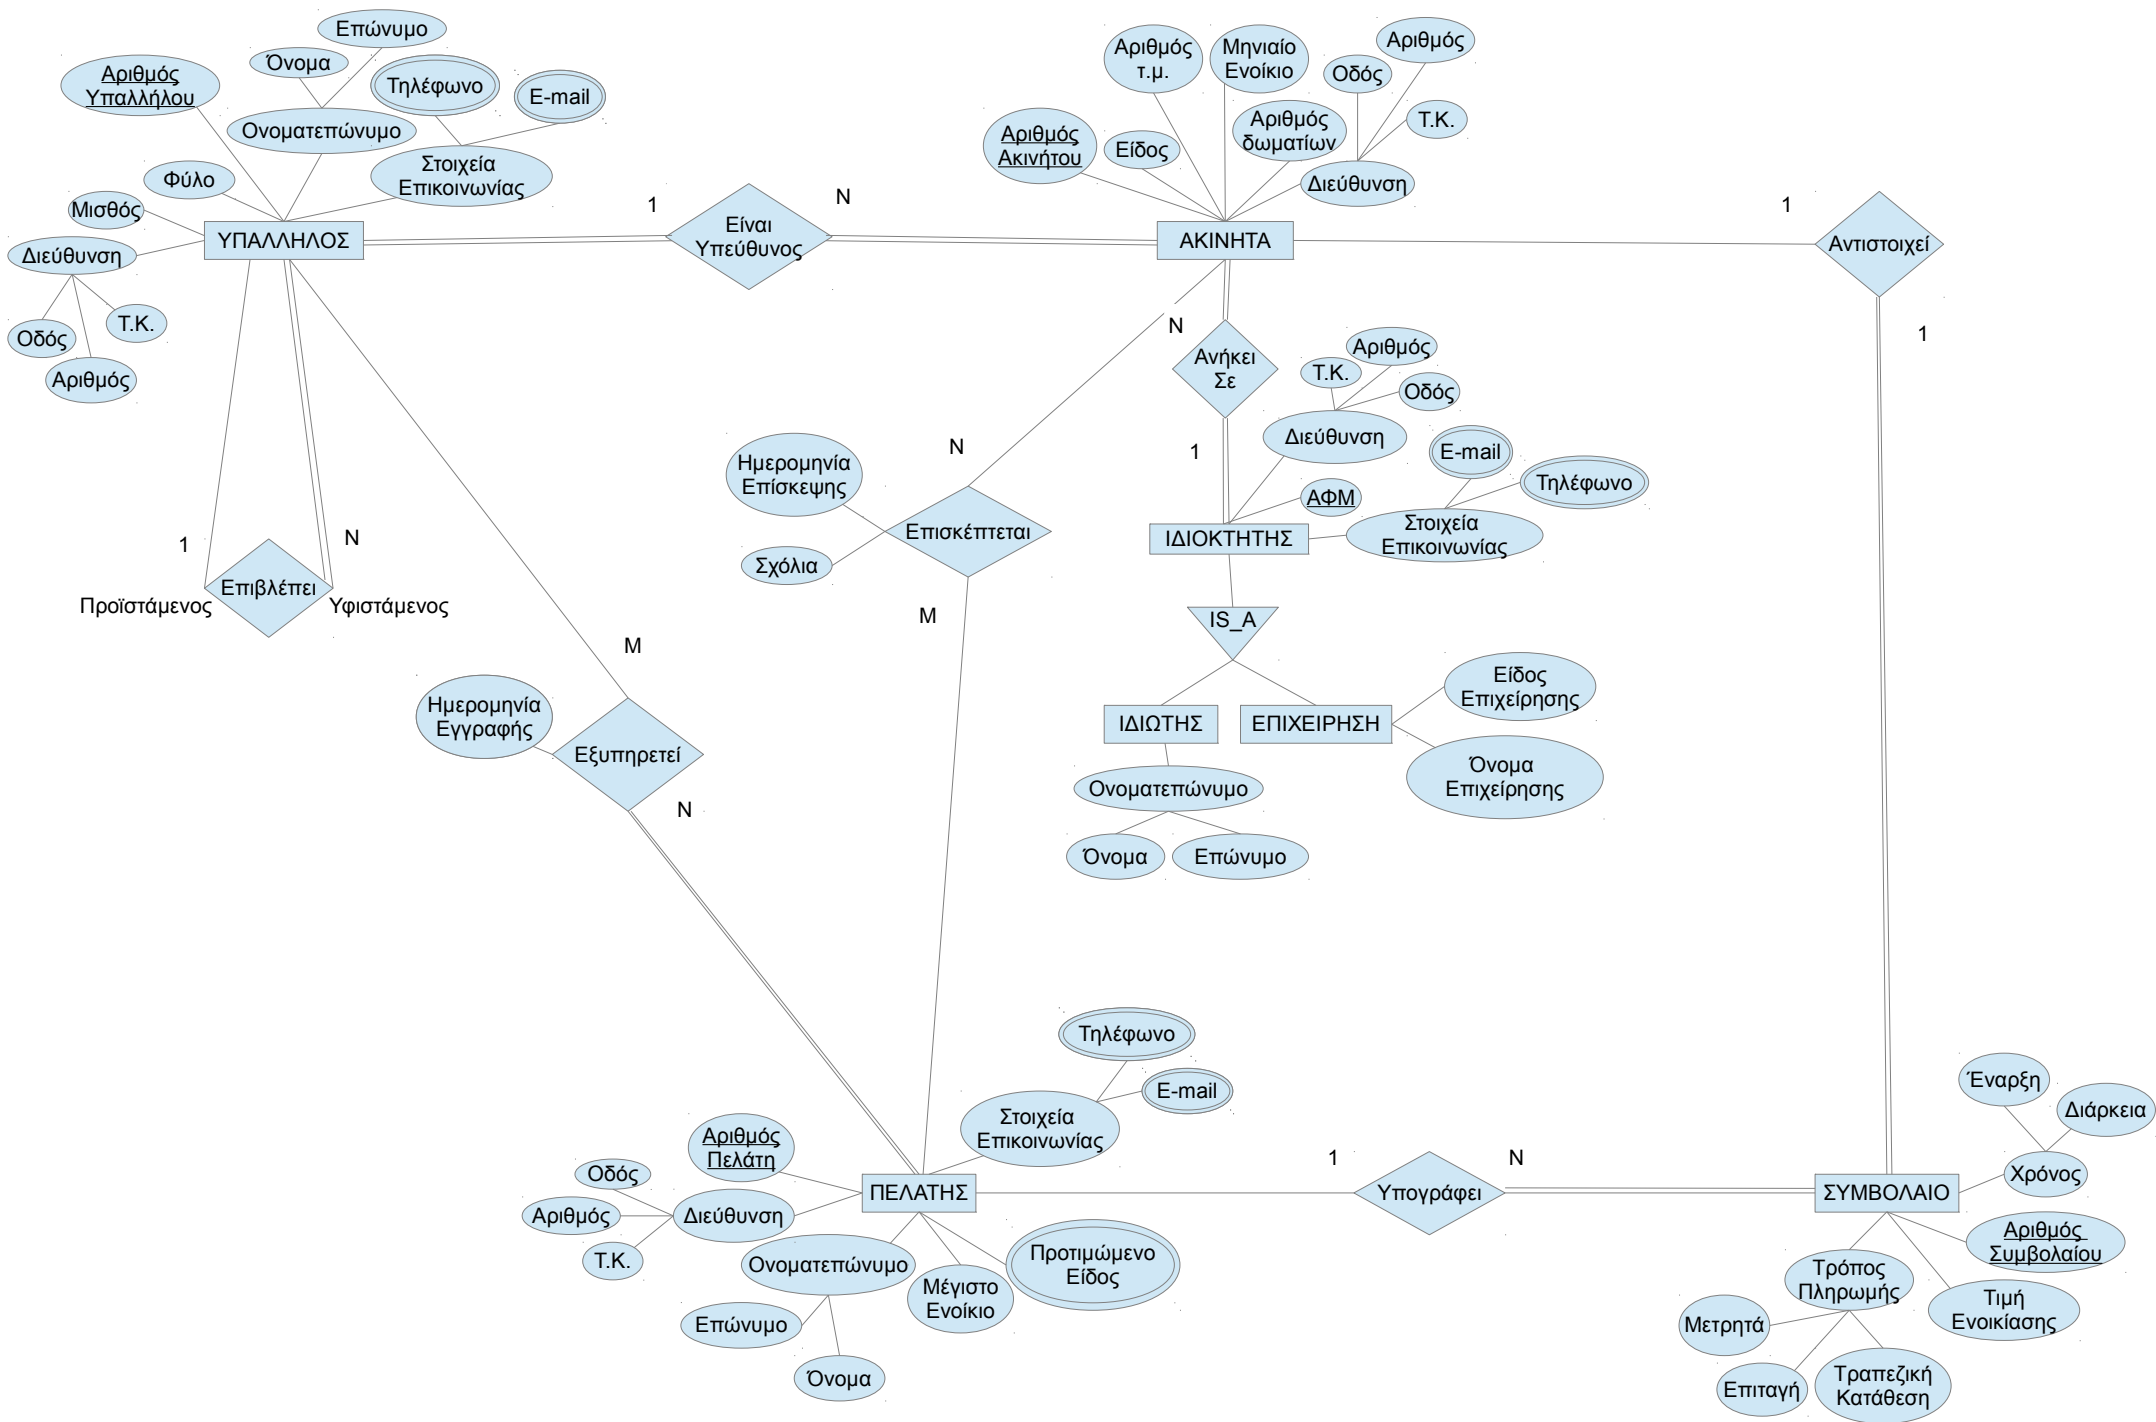 Επώνυμο
Όνομα
Αριθμός
Υπαλλήλου
Τηλέφωνο
E-mail
Ονοματεπώνυμο
Στοιχεία
Επικοινωνίας
Φύλο
Μισθός
ΥΠΑΛΛΗΛΟΣ
Διεύθυνση
Τ.Κ.
Οδός
Αριθμός
1
Είναι
Υπεύθυνος
N
Αριθμός
τ.μ.
Μηνιαίο
Ενοίκιο
Αριθμός
Οδός
Τ.Κ.
Αριθμός
δωματίων
Αριθμός
Ακινήτου
Είδος
Διεύθυνση
ΑΚΙΝΗΤΑ
1
Αντιστοιχεί
1
N
Ανήκει
Σε
1
Αριθμός
Τ.Κ.
Οδός
Διεύθυνση
E-mail
Τηλέφωνο
ΑΦΜ
Στοιχεία
Επικοινωνίας
ΙΔΙΟΚΤΗΤΗΣ
N
Ημερομηνία
Επίσκεψης
Επισκέπτεται
Σχόλια
M
1
N
Επιβλέπει
Προϊστάμενος
Υφιστάμενος
IS_A
M
Ημερομηνία
Εγγραφής
Εξυπηρετεί
N
ΙΔΙΩΤΗΣ
ΕΠΙΧΕΙΡΗΣΗ
Είδος
Επιχείρησης
Όνομα
Επιχείρησης
Ονοματεπώνυμο
Όνομα
Επώνυμο
Τηλέφωνο
E-mail
Στοιχεία
Επικοινωνίας
Αριθμός
Πελάτη
Οδός
Αριθμός
Τ.Κ.
Διεύθυνση
ΠΕΛΑΤΗΣ
1
Υπογράφει
N
ΣΥΜΒΟΛΑΙΟ
Έναρξη
Διάρκεια
Χρόνος
Ονοματεπώνυμο
Επώνυμο
Όνομα
Μέγιστο
Ενοίκιο
Προτιμώμενο
Είδος
Αριθμός
Συμβολαίου
Τρόπος
Πληρωμής
Τιμή
Ενοικίασης
Μετρητά
Επιταγή
Τραπεζική
Κατάθεση